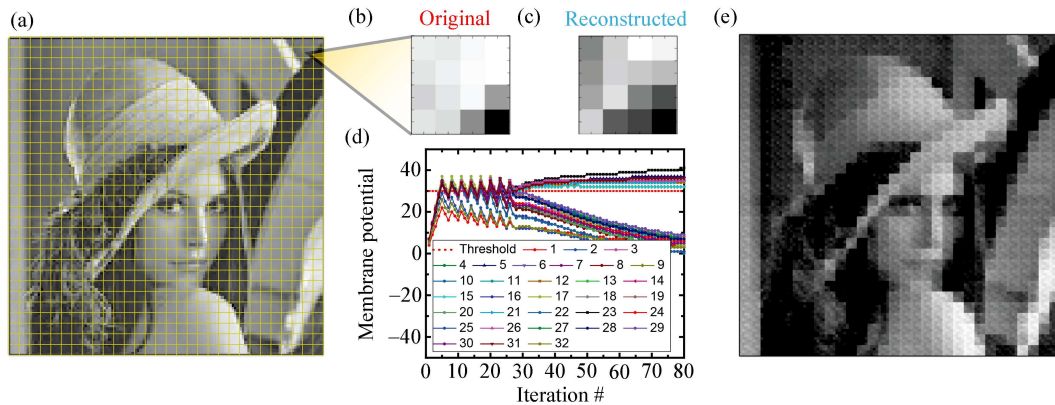 (a)
(b) Original
(c) Reconstructed
(d)
(e)
Membrane potential
40
20
0
−20
−40
Threshold 1 2 3
4 5 6 7 8 9
10 11 12 13 14
15 16 17 18 19
20 21 22 23 24
25 26 27 28 29
30 31 32
0 10 20 30 40 50 60 70 80
Iteration #